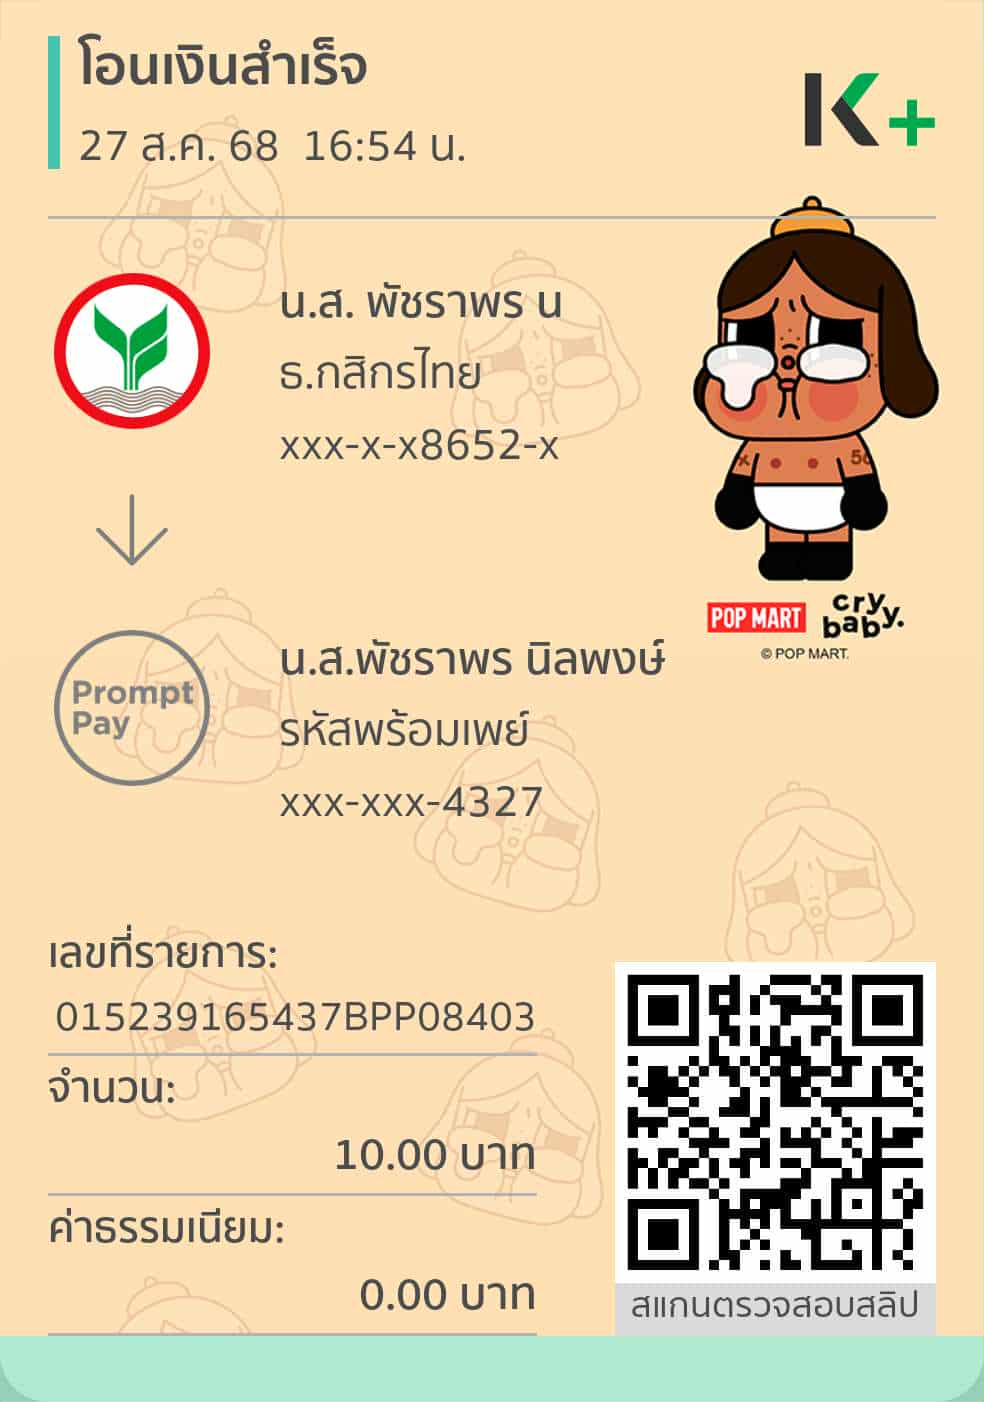 โอนเงินสำเร็จ
27 ส.ค. 68 16:54 น.
K+
น.ส. พัชราพร น
ธ.กสิกรไทย
xxx-x-x8652-x
56
POP MART
cry baby.
© POP MART.
Prompt
Pay
น.ส.พัชราพร นิลพงษ์
รหัสพร้อมเพย์
xxx-xxx-4327
เลขที่รายการ:
015239165437BPP08403
จำนวน:
10.00 บาท
ค่าธรรมเนียม:
0.00 บาท
สแกนตรวจสอบสลิป